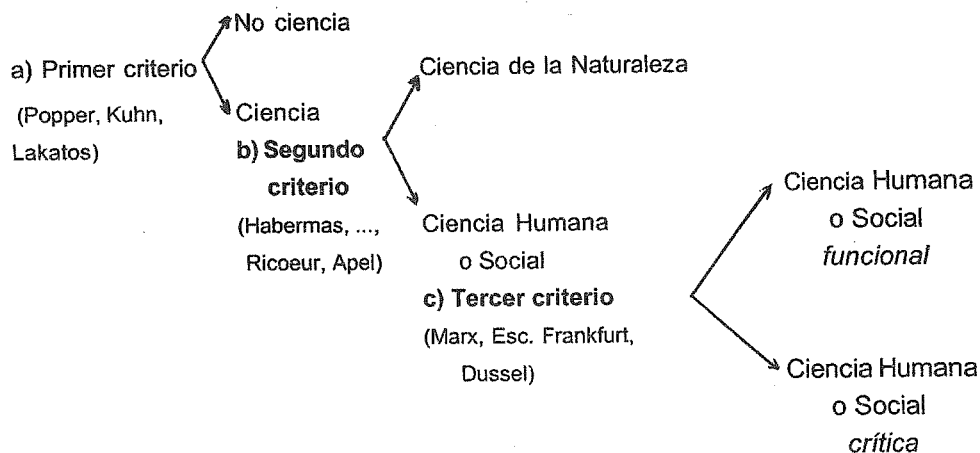 No ciencia
a) Primer criterio
(Popper, Kuhn,
Lakatos)
Ciencia
b) Segundo
criterio
(Habermas, ...,
Ricoeur, Apel)
Ciencia de la Naturaleza
Ciencia Humana
o Social
c) Tercer criterio
(Marx, Esc. Frankfurt,
Dussel)
Ciencia Humana
o Social
funcional
Ciencia Humana
o Social
crítica